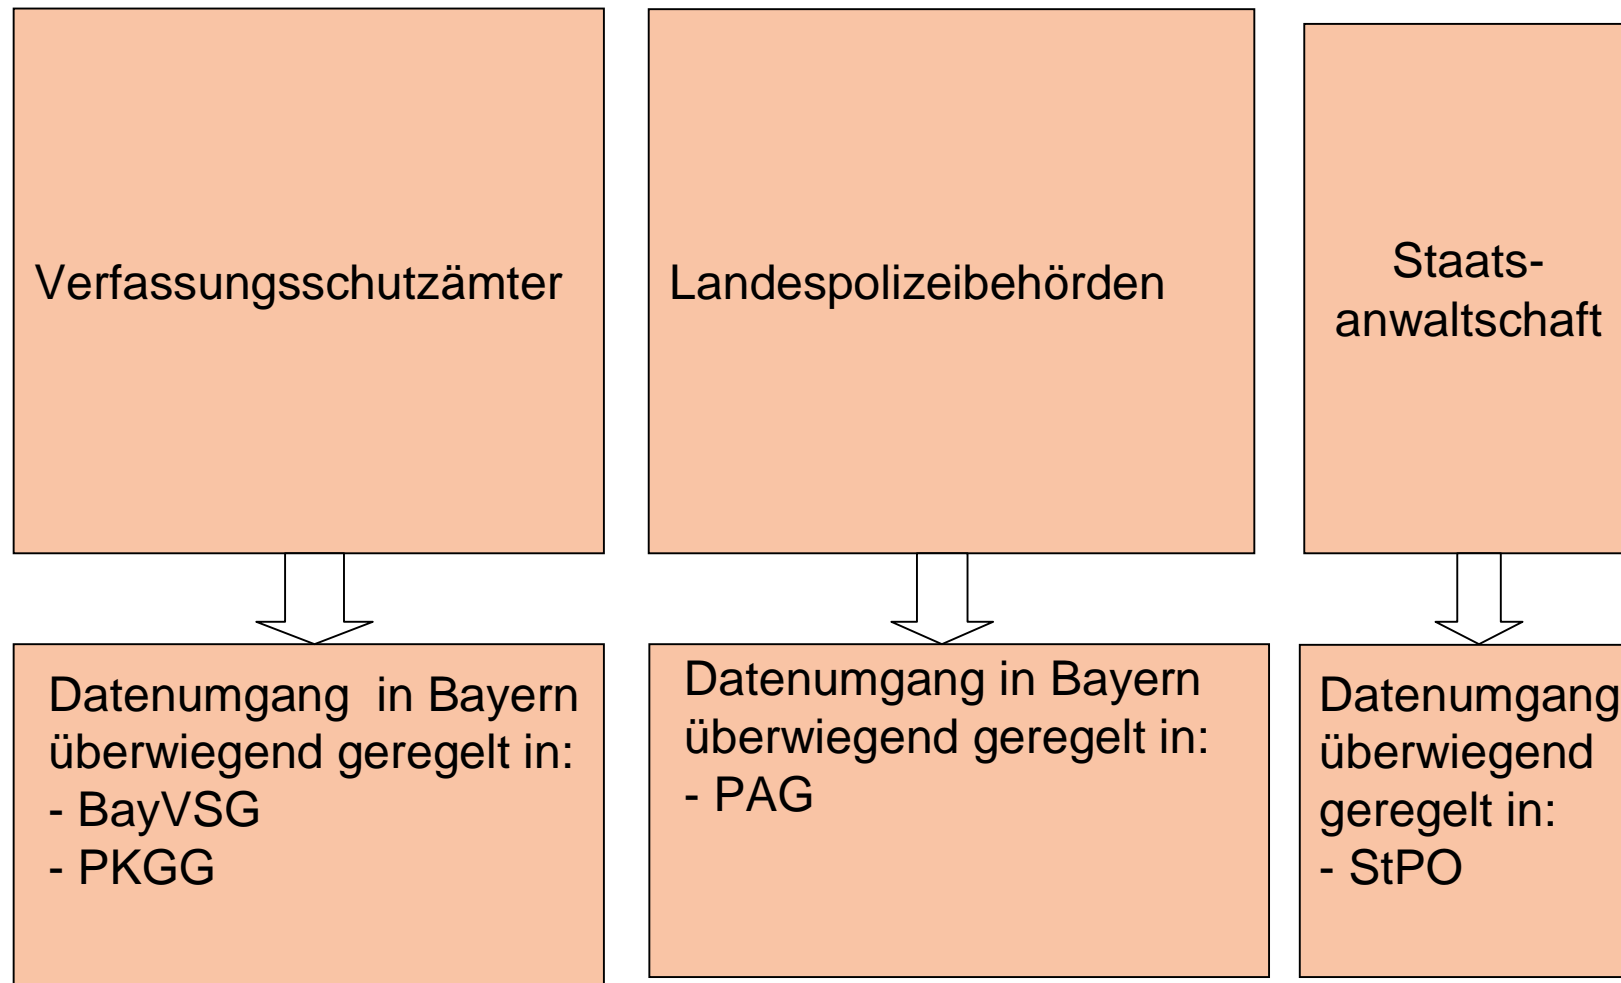 Verfassungsschutzämter
Landespolizeibehörden
Staats-
anwaltschaft
Datenumgang in Bayern
überwiegend geregelt in:
- BayVSG
- PKGG
Datenumgang in Bayern
überwiegend geregelt in:
- PAG
Datenumgang
überwiegend
geregelt in:
- StPO